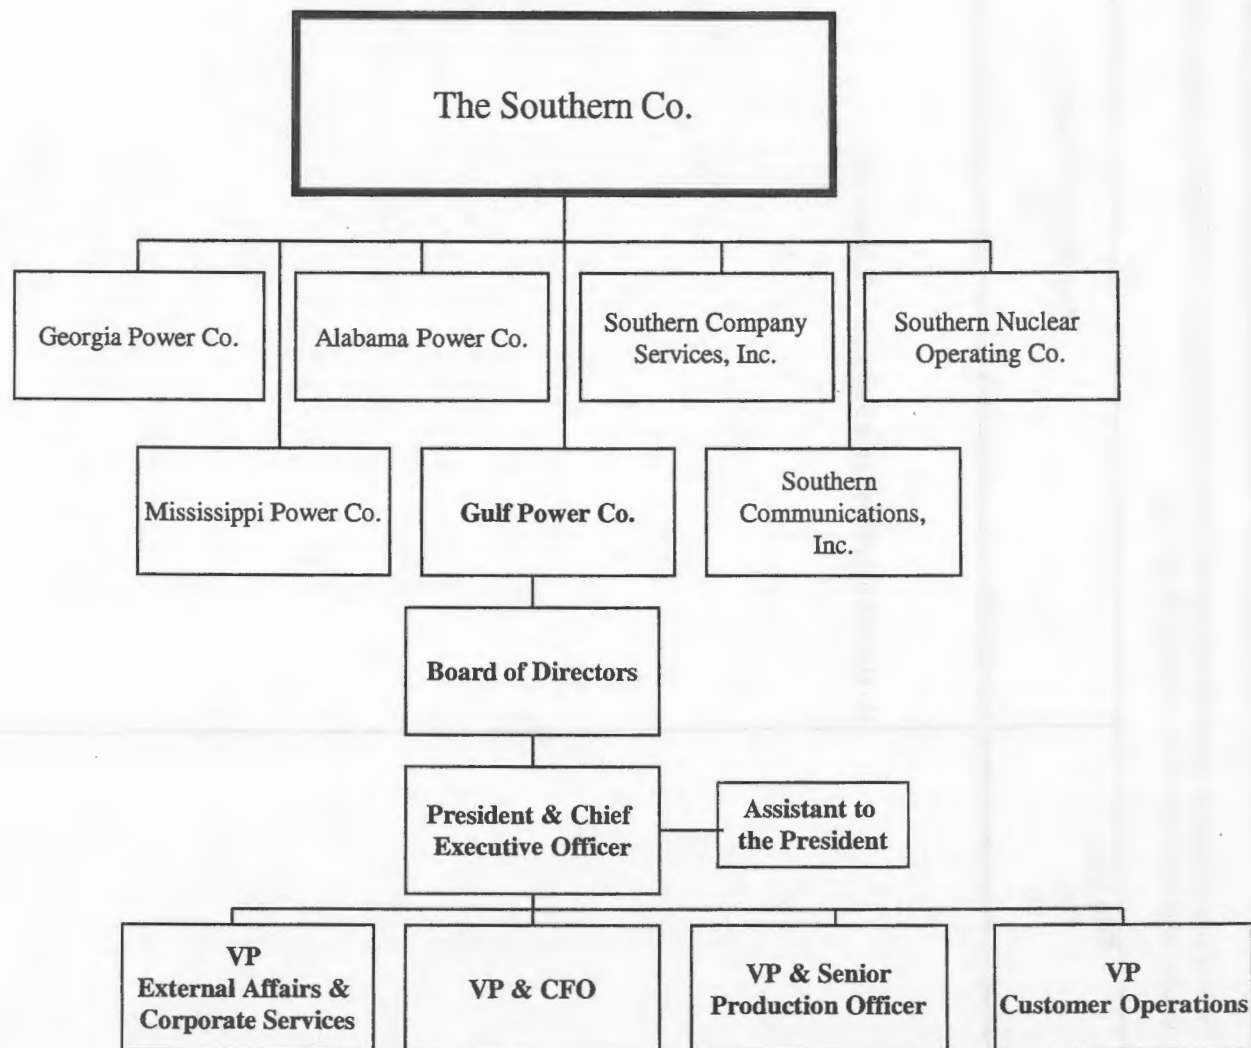 The Southern Co.
Georgia Power Co.
Alabama Power Co.
Southern Company
Services, Inc.
Southern Nuclear
Operating Co.
Mississippi Power Co.
Gulf Power Co.
Southern
Communications,
Inc.
Board of Directors
President & Chief
Executive Officer
Assistant to
the President
VP
External Affairs &
Corporate Services
VP & CFO
VP & Senior
Production Officer
VP
Customer Operations